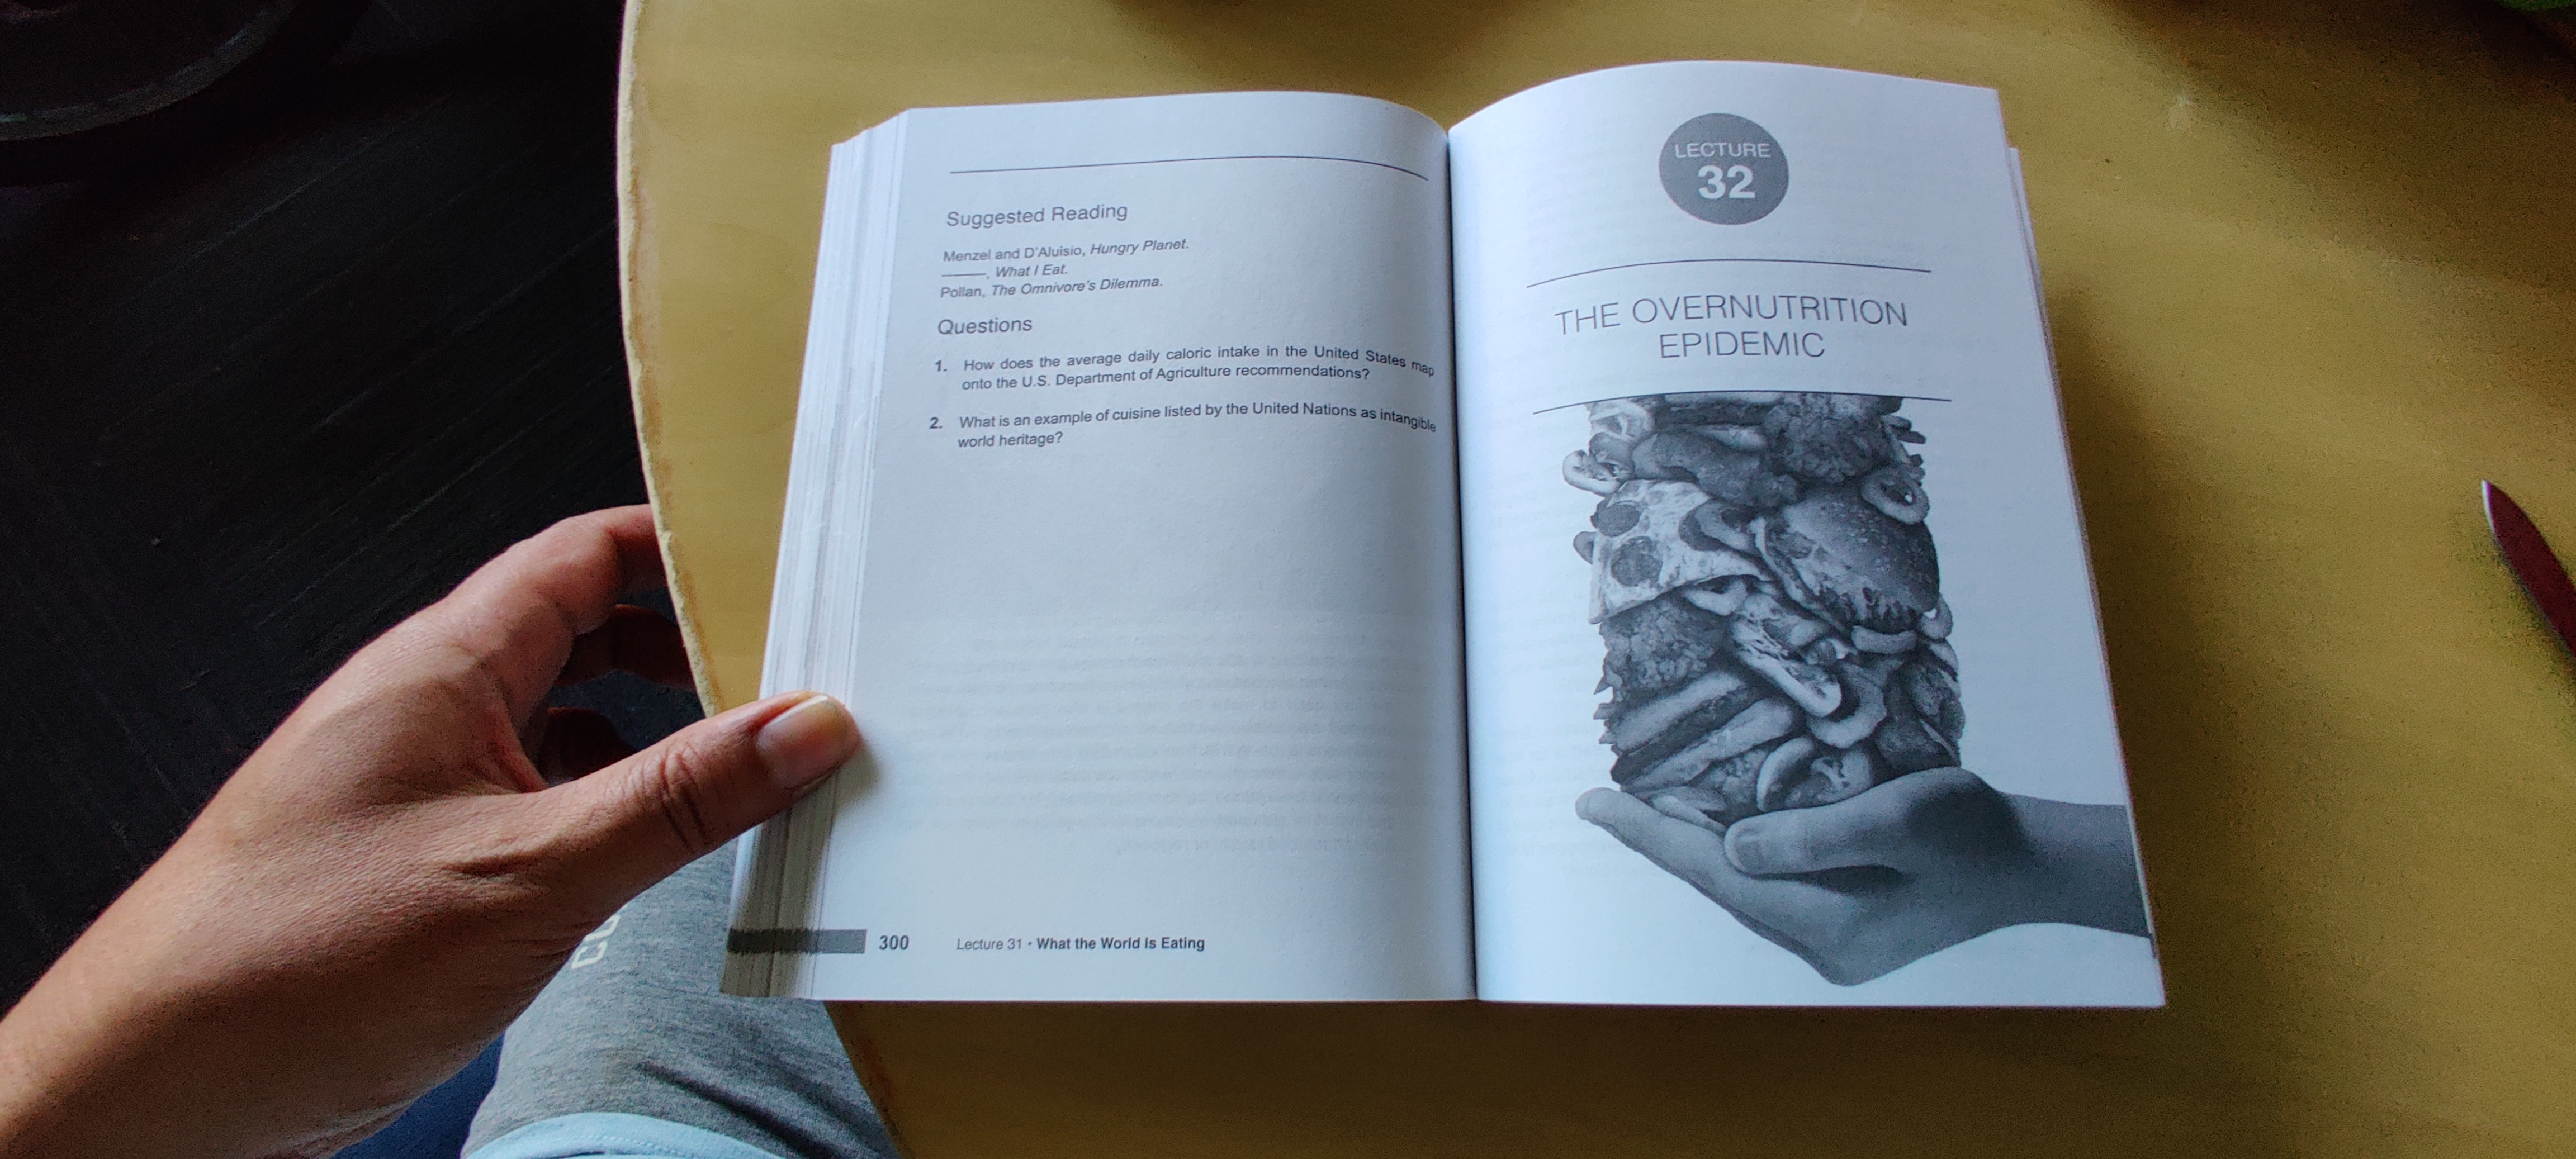 Suggested Reading
Menzel and D'Aluisio, Hungry Planet.
———, What I Eat.
Pollan, The Omnivore's Dilemma.
Questions
1. How does the average daily caloric intake in the United States map
onto the U.S. Department of Agriculture recommendations?
2. What is an example of cuisine listed by the United Nations as intangible
world heritage?
300 Lecture 31 • What the World Is Eating
LECTURE
32
THE OVERNUTRITION
EPIDEMIC